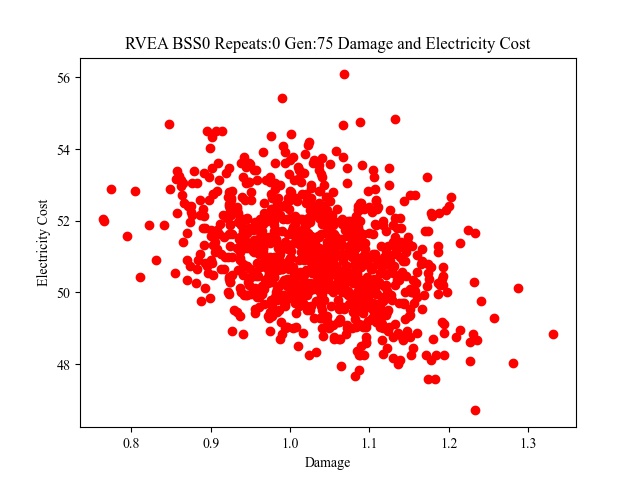 RVEA BSS0 Repeats:0 Gen:75 Damage and Electricity Cost
56
54
52
50
48
Electricity Cost
0.8 0.9 1.0 1.1 1.2 1.3
Damage